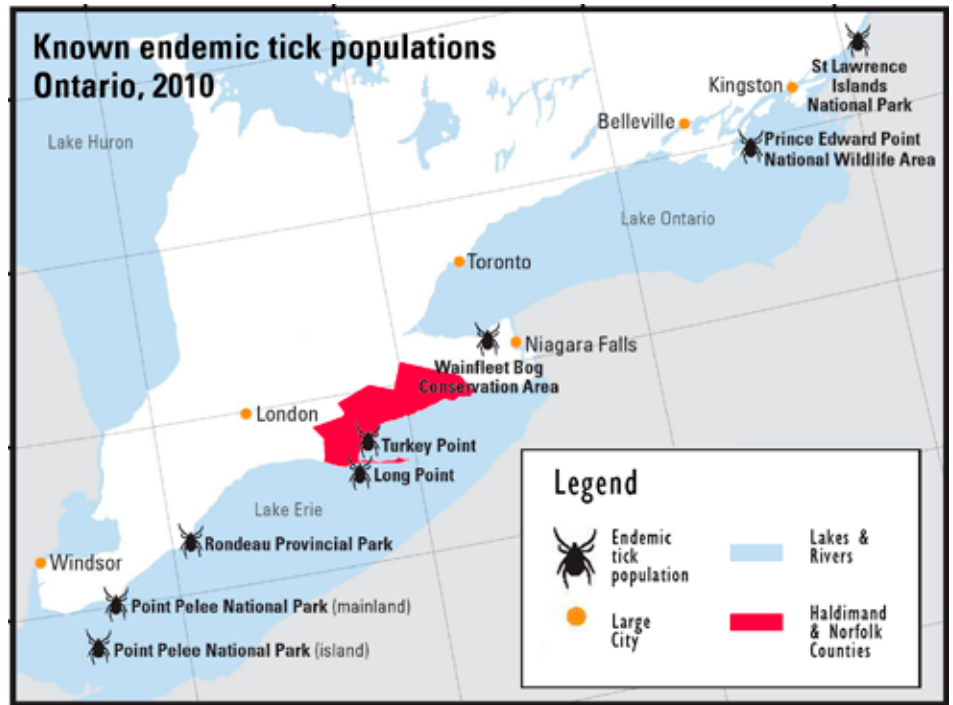 Known endemic tick populations
Ontario, 2010
Lake Huron
Kingston
St Lawrence
Islands
National Park
Belleville
Prince Edward Point
National Wildlife Area
Lake Ontario
Toronto
Niagara Falls
Wainfleet Bog
Conservation Area
London
Turkey Point
Long Point
Lake Erie
Rondeau Provincial Park
Windsor
Point Pelee National Park (mainland)
Point Pelee National Park (island)
Legend
Endemic
tick
population
Lakes &
Rivers
Large
City
Haldimand
& Norfolk
Counties